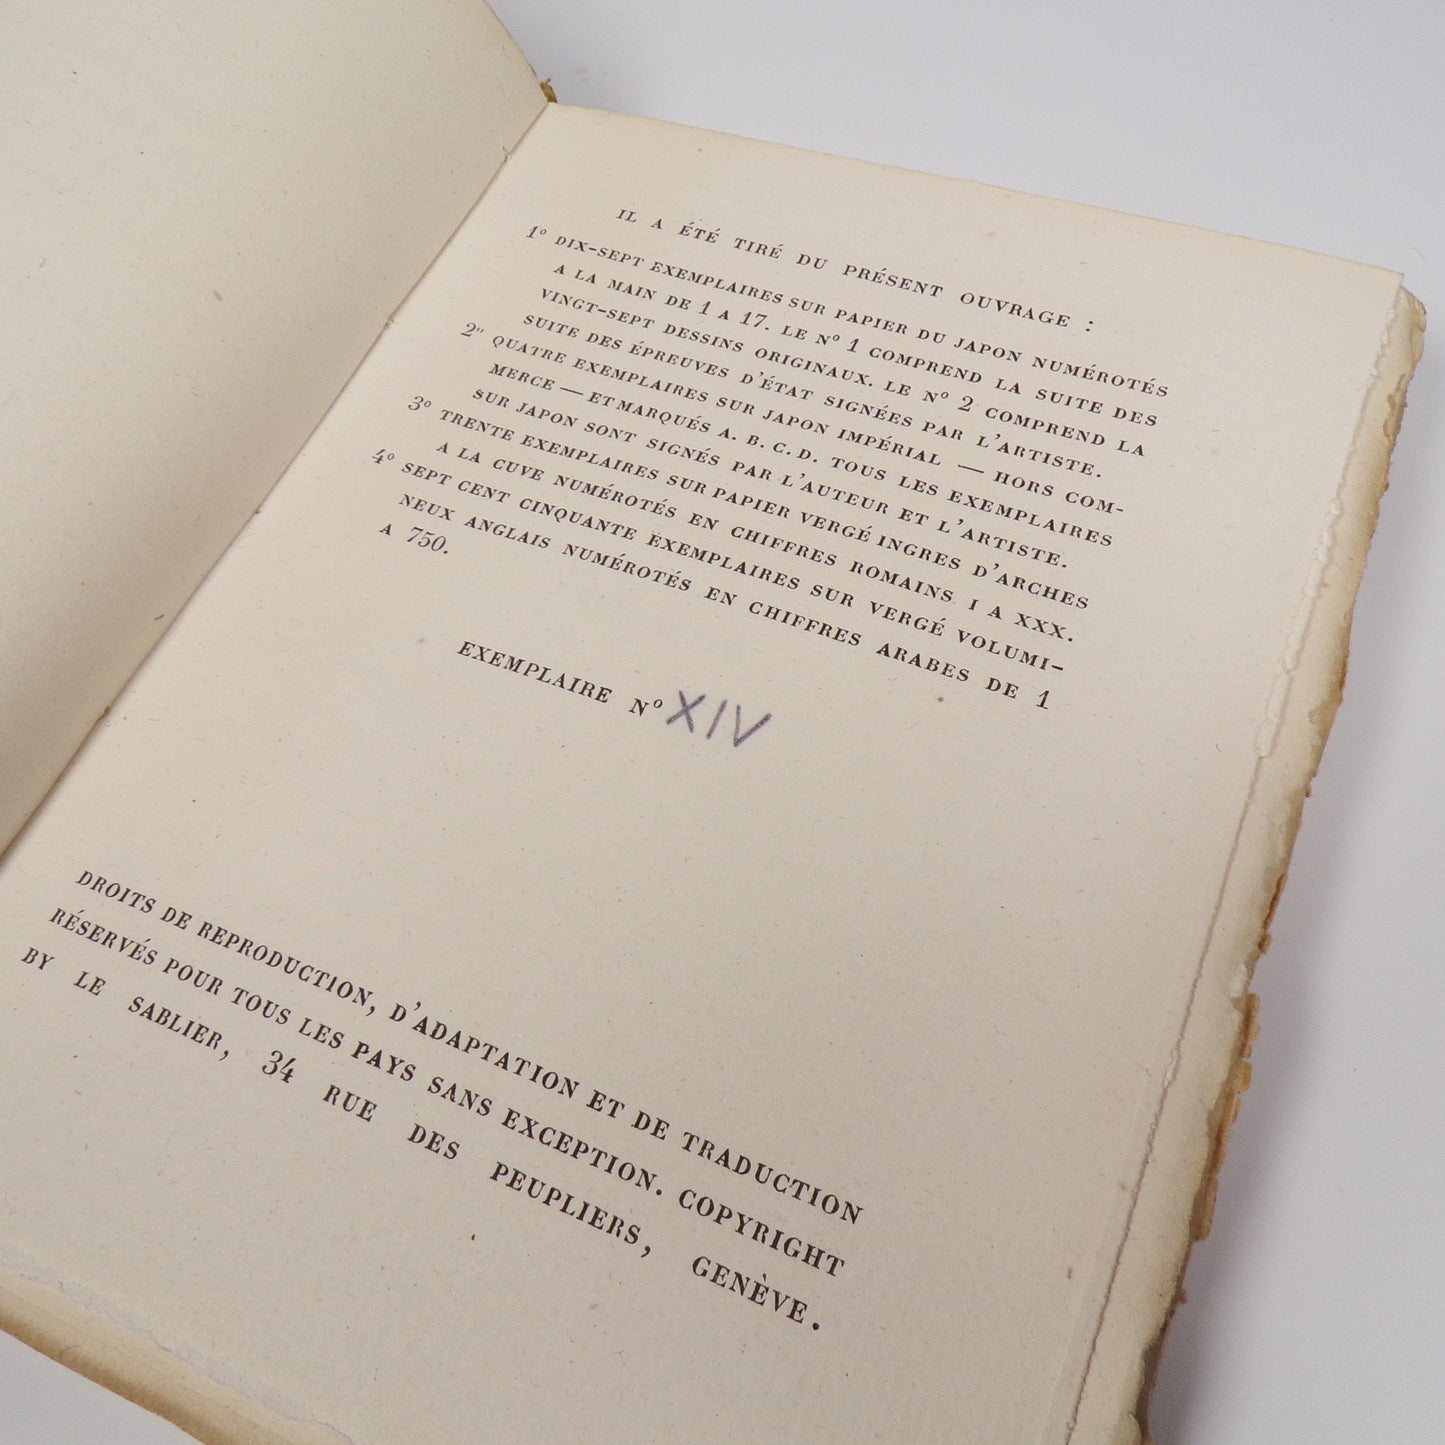 IL A ÉTÉ TIRÉ DU PRÉSENT OUVRAGE :
1º DIX-SEPT EXEMPLAIRES SUR PAPIER DU JAPON NUMÉROTÉS
A LA MAIN DE 1 A 17. LE Nº 1 COMPREND LA SUITE DES
VINGT-SEPT DESSINS ORIGINAUX. LE Nº 2 COMPREND LA
SUITE DES ÉPREUVES D'ÉTAT SIGNÉES PAR L'ARTISTE.
2" QUATRE EXEMPLAIRES SUR JAPON IMPÉRIAL — HORS COM-
MERCE — ET MARQUÉS A. B. C. D. TOUS LES EXEMPLAIRES
SUR JAPON SONT SIGNÉS PAR L'AUTEUR ET L'ARTISTE.
3º TRENTE EXEMPLAIRES SUR PAPIER VERGÉ INGRES D'ARCHES
A LA CUVE NUMÉROTÉS EN CHIFFRES ROMAINS I A XXX.
4º SEPT CENT CINQUANTE EXEMPLAIRES SUR VERGÉ VOLUMI-
NEUX ANGLAIS NUMÉROTÉS EN CHIFFRES ARABES DE 1
A 750.
EXEMPLAIRE Nº XIV
DROITS DE REPRODUCTION, D'ADAPTATION ET DE TRADUCTION
RÉSERVÉS POUR TOUS LES PAYS SANS EXCEPTION. COPYRIGHT
BY LE SABLIER, 34 RUE DES PEUPLIERS, GENÈVE.